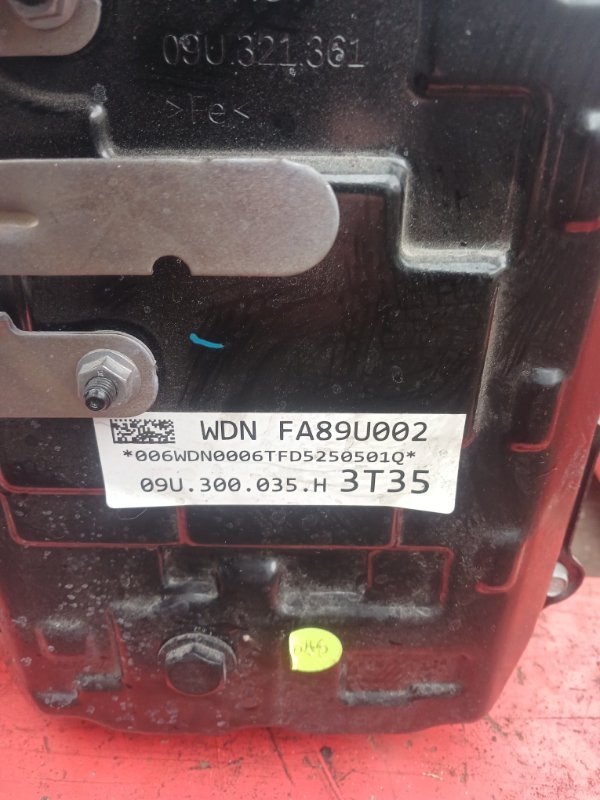 09U.321.361
>Fe<
WDN FA89U002
*006WDN0006TFD5250501Q*
09U.300.035.H 3T35